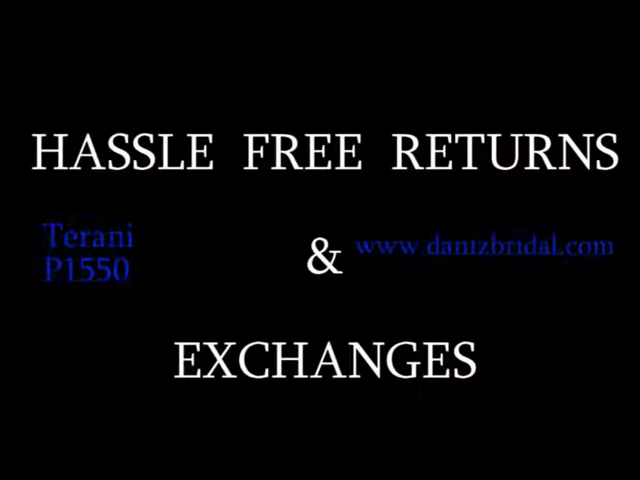 HASSLE FREE RETURNS
Terani
P1550
&
www.danizbridal.com
EXCHANGES